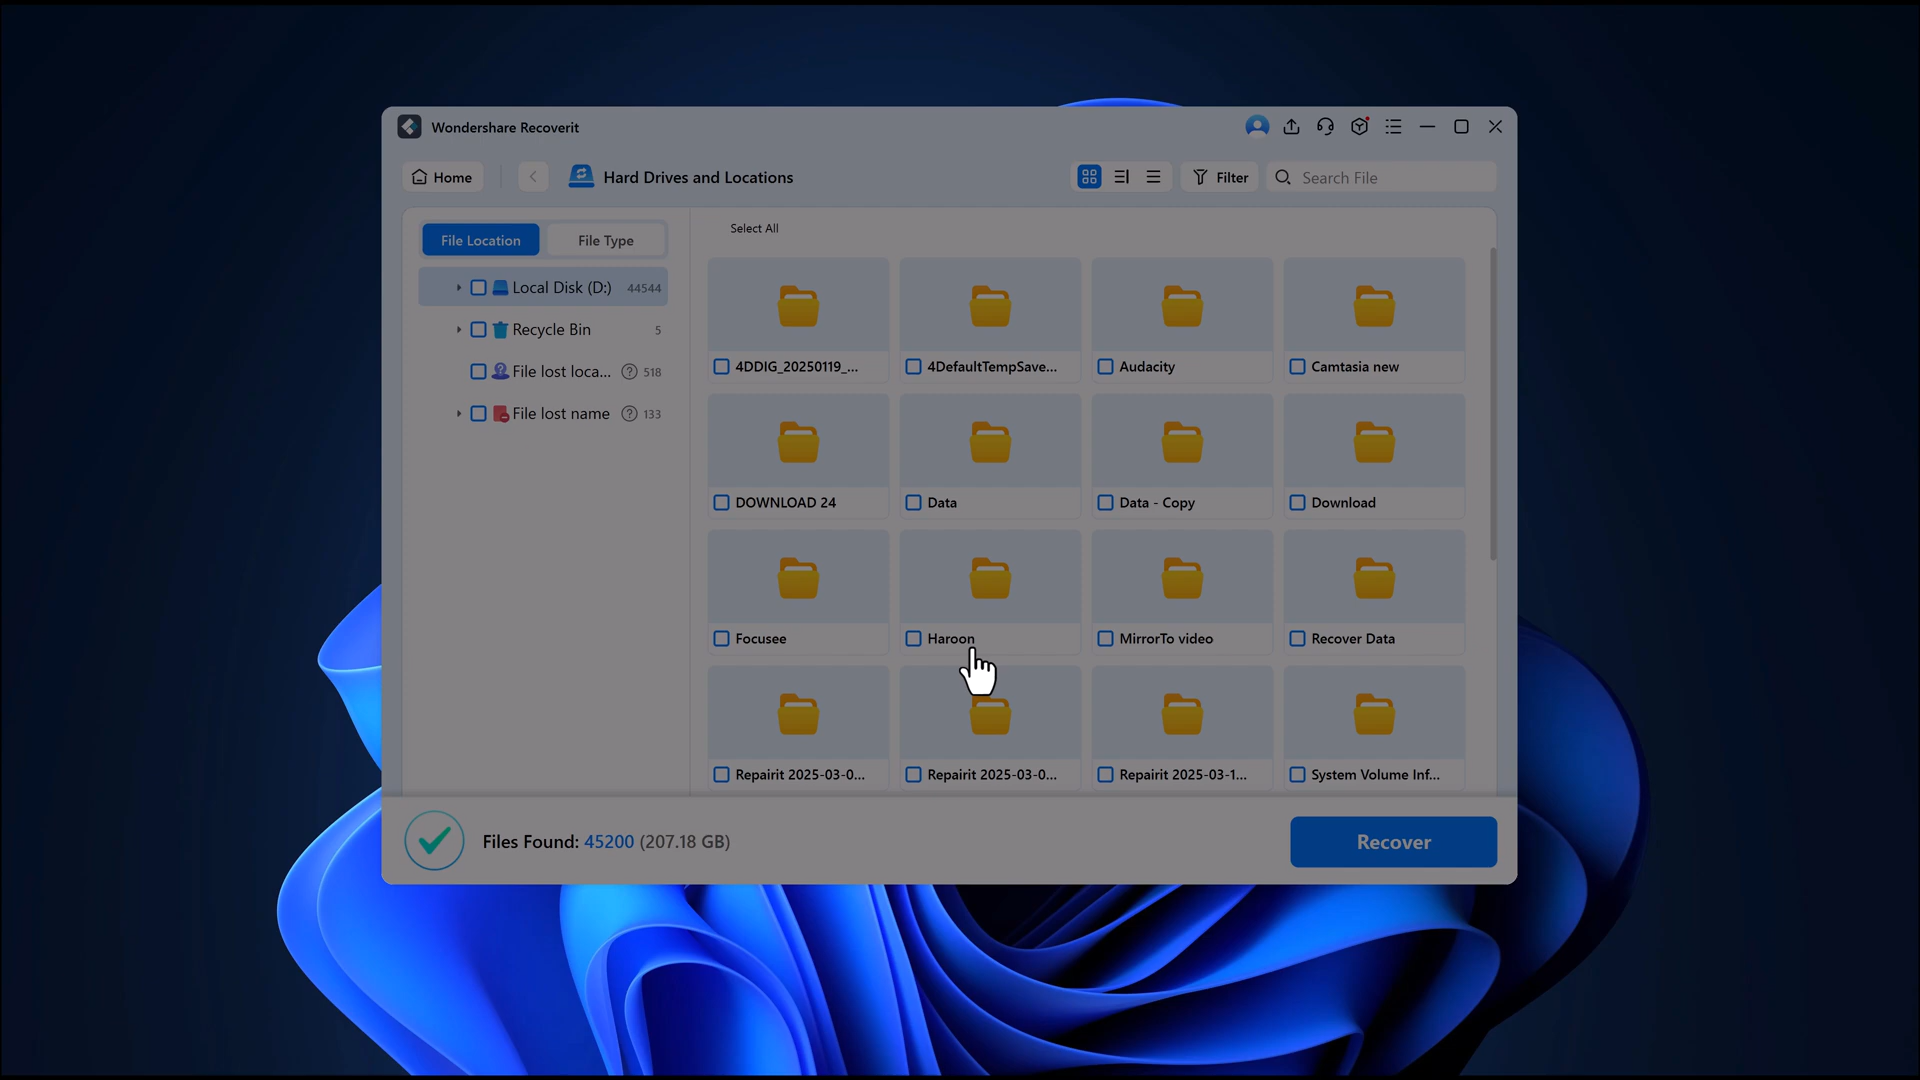 Wondershare Recoverit
Home
Hard Drives and Locations
Filter
Search File
File Location
File Type
Select All
Local Disk (D:) 44544
Recycle Bin 5
File lost loca... 518
File lost name 133
4DDIG_20250119_...
4DefaultTempSave...
Audacity
Camtasia new
DOWNLOAD 24
Data
Data - Copy
Download
Focusee
Haroon
MirrorTo video
Recover Data
Repairit 2025-03-0...
Repairit 2025-03-0...
Repairit 2025-03-1...
System Volume Inf...
Files Found: 45200 (207.18 GB)
Recover